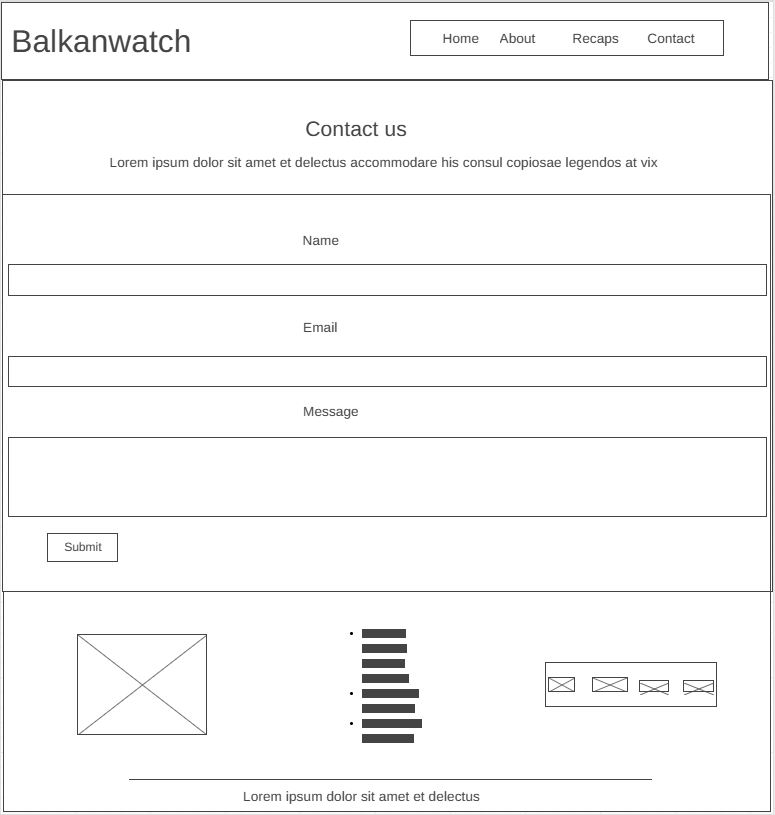 Balkanwatch
Home About Recaps Contact
Contact us
Lorem ipsum dolor sit amet et delectus accommodare his consul copiosae legendos at vix
Name
Email
Message
Submit
Lorem ipsum dolor sit amet et delectus